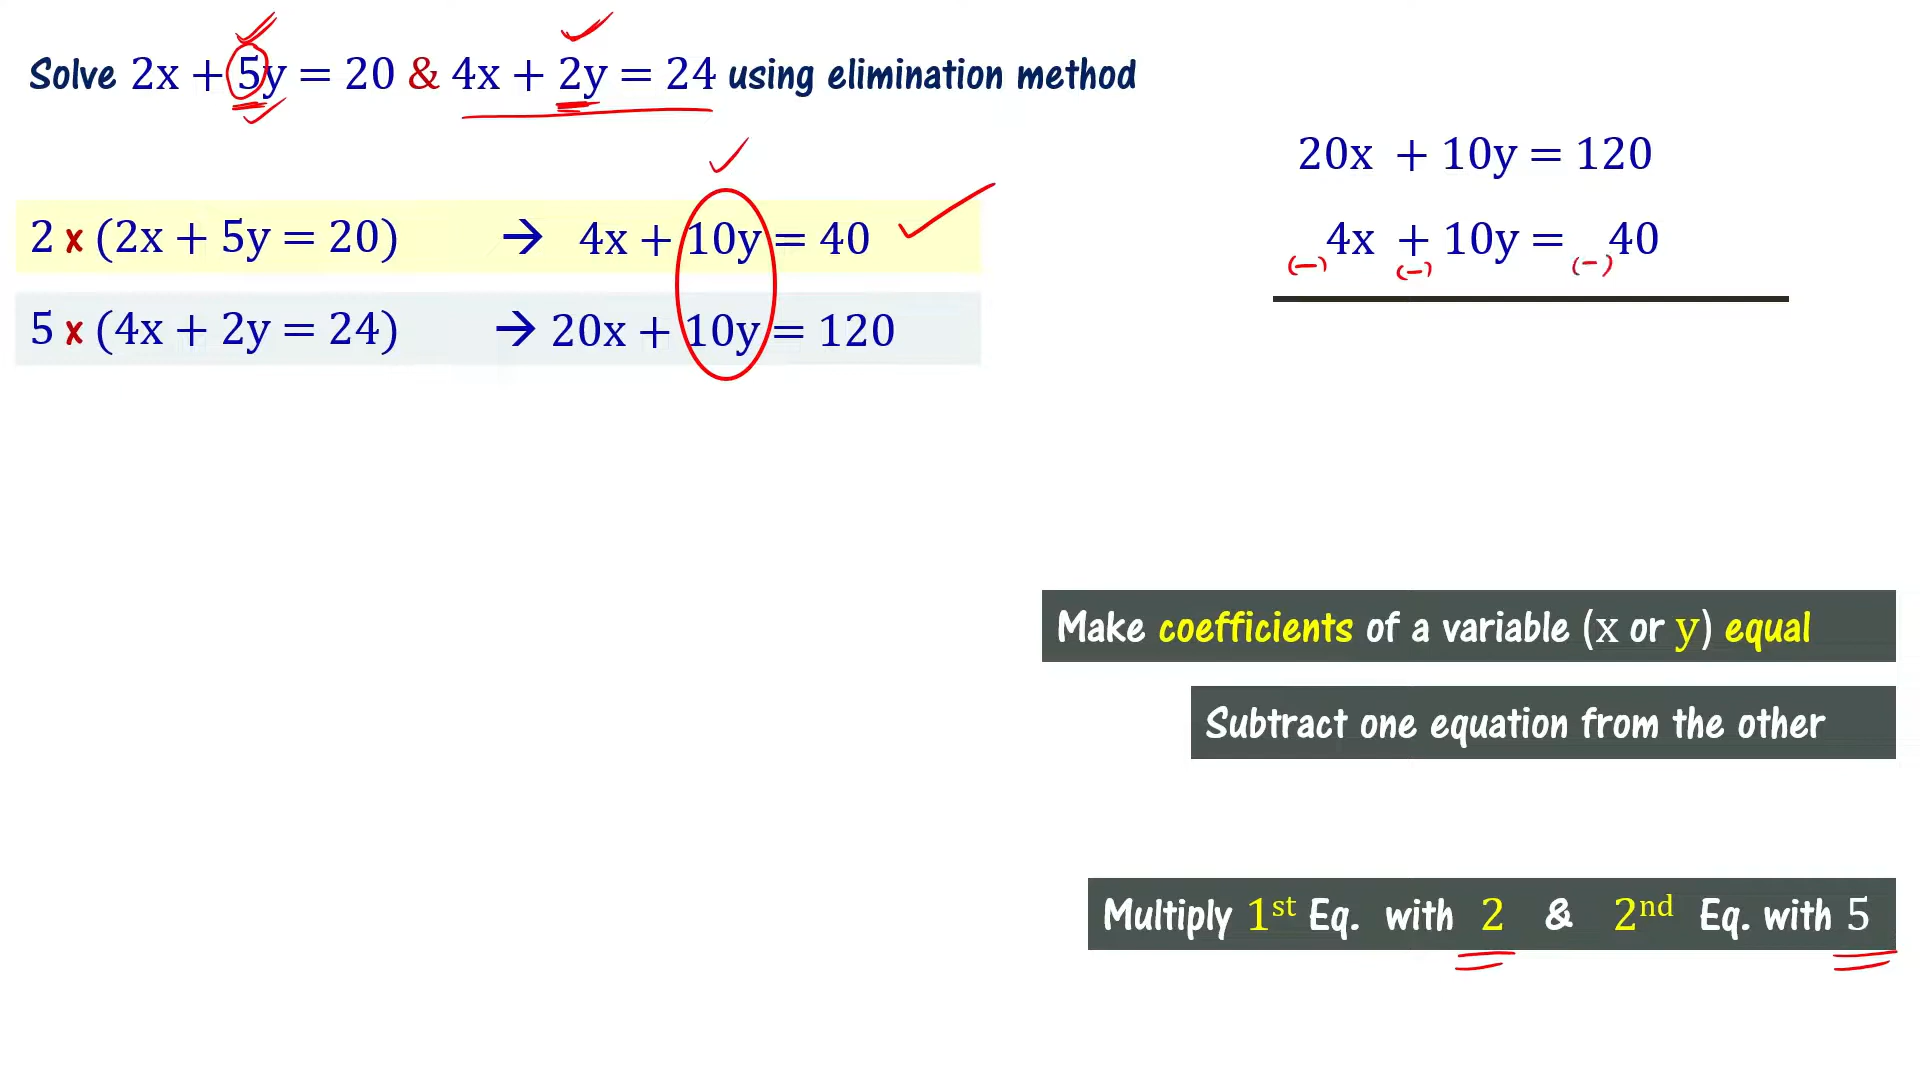 Solve 2x + 5y = 20 & 4x + 2y = 24 using elimination method
2 x (2x + 5y = 20) → 4x + 10y = 40
5 x (4x + 2y = 24) → 20x + 10y = 120
20x + 10y = 120
4x + 10y = 40
(−) (−) (−)
Make coefficients of a variable (x or y) equal
Subtract one equation from the other
Multiply 1st Eq. with 2 & 2nd Eq. with 5